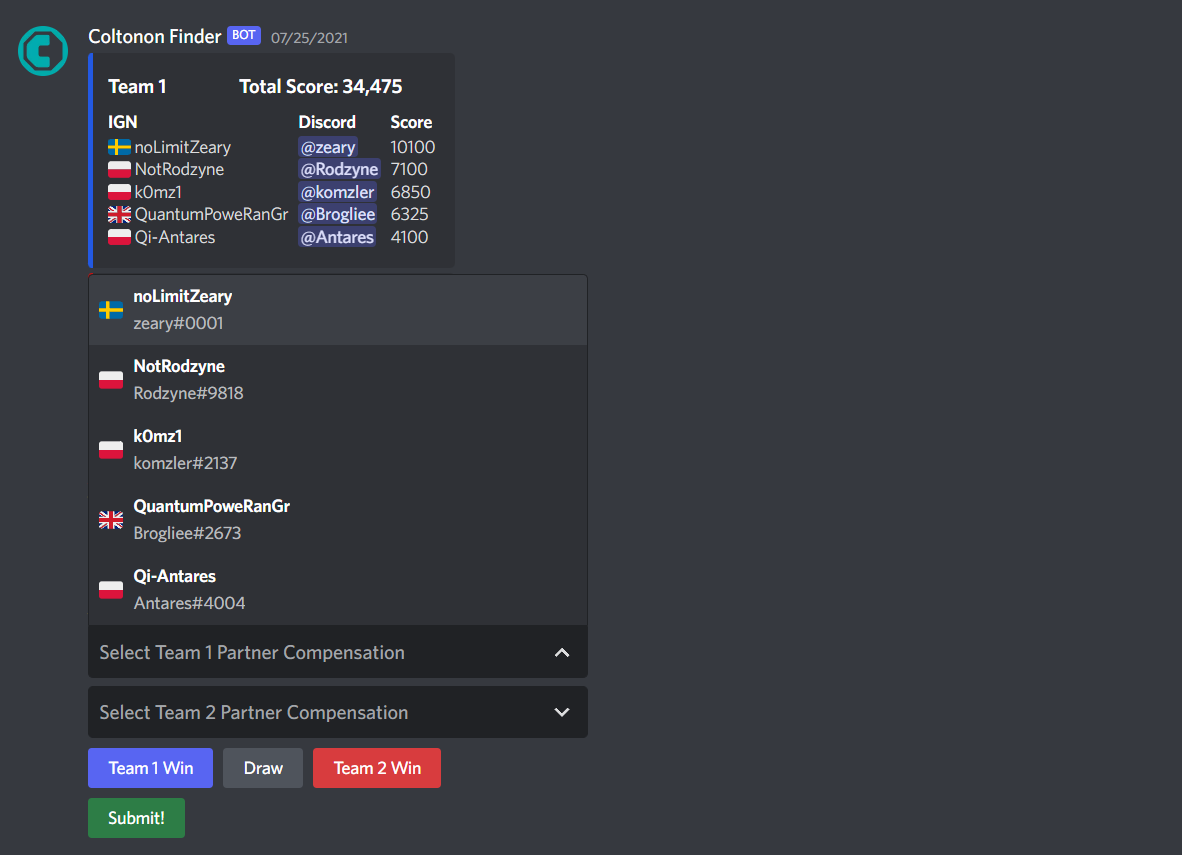 Coltonon Finder BOT 07/25/2021
Team 1 Total Score: 34,475
IGN Discord Score
noLimitZeary @zeary 10100
NotRodzyne @Rodzyne 7100
k0mz1 @komzler 6850
QuantumPoweRanGr @Brogliee 6325
Qi-Antares @Antares 4100
noLimitZeary
zeary#0001
NotRodzyne
Rodzyne#9818
k0mz1
komzler#2137
QuantumPoweRanGr
Brogliee#2673
Qi-Antares
Antares#4004
Select Team 1 Partner Compensation
Select Team 2 Partner Compensation
Team 1 Win Draw Team 2 Win
Submit!